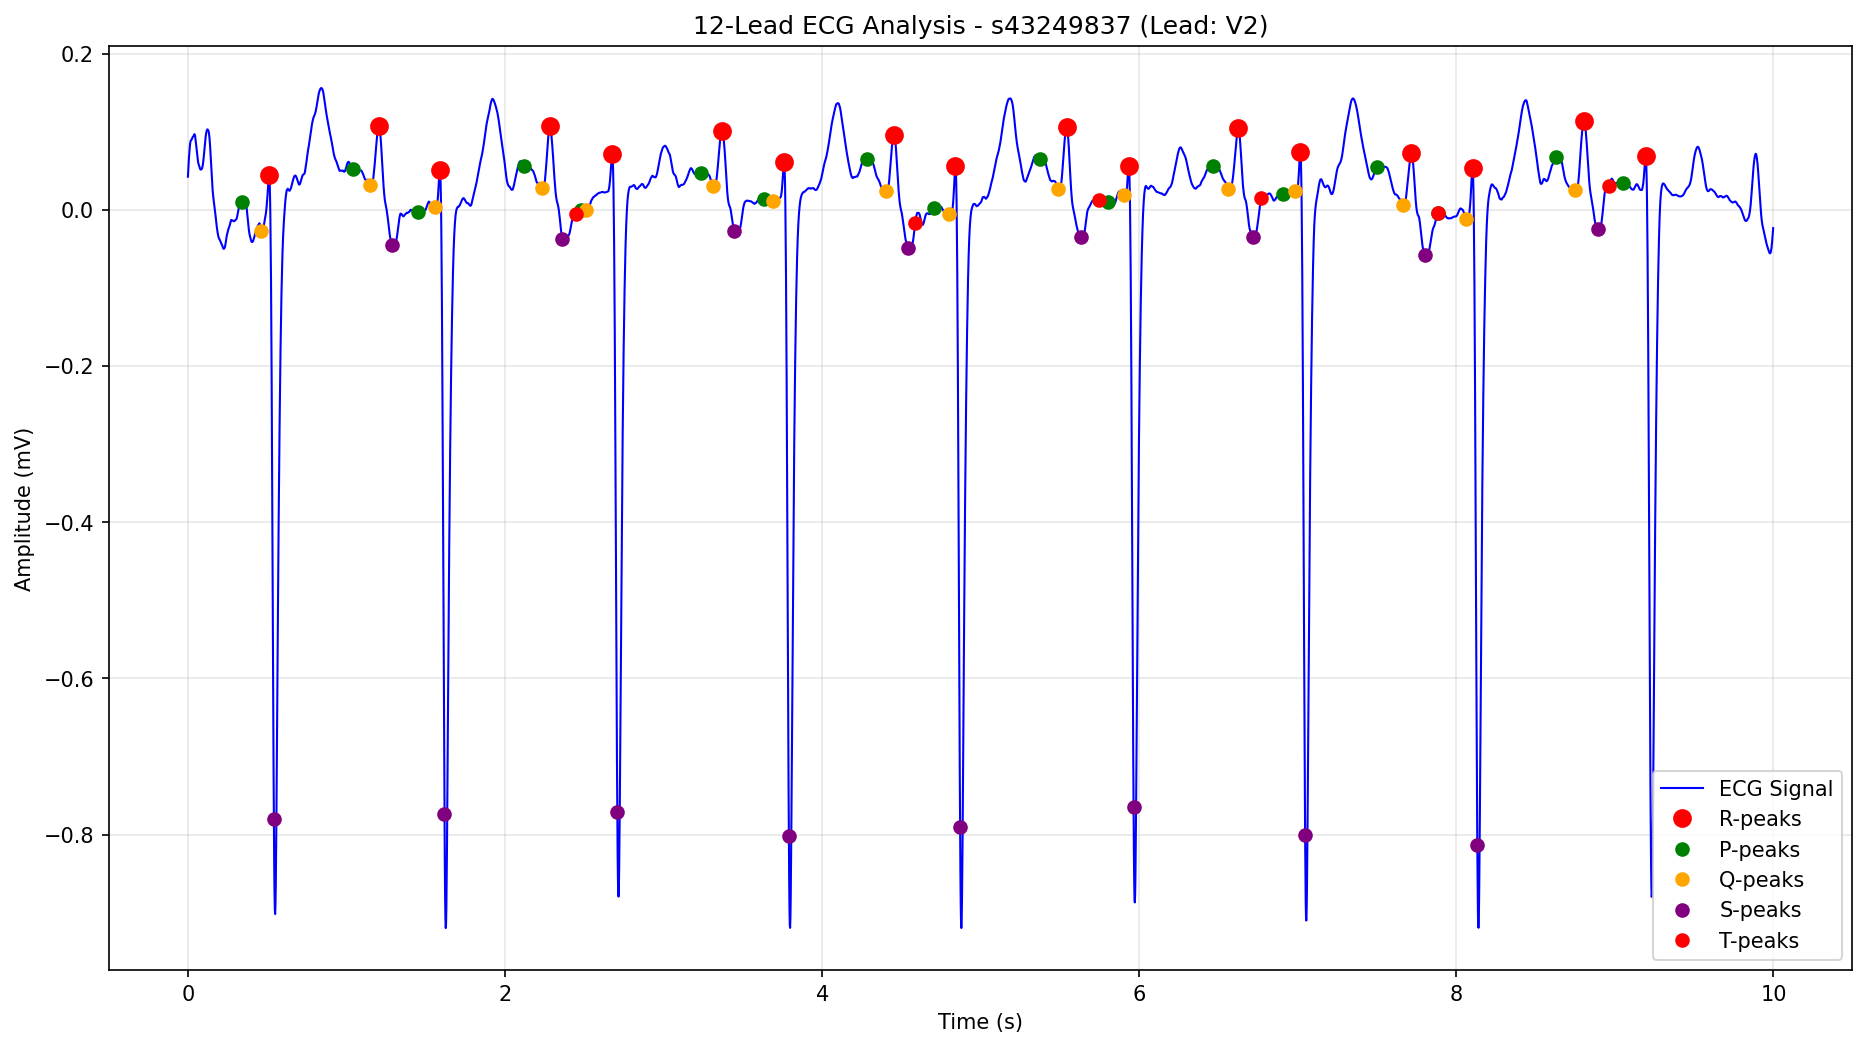 12-Lead ECG Analysis - s43249837 (Lead: V2)
0.2
0.0
−0.2
−0.4
−0.6
−0.8
Amplitude (mV)
ECG Signal
R-peaks
P-peaks
Q-peaks
S-peaks
T-peaks
0 2 4 6 8 10
Time (s)